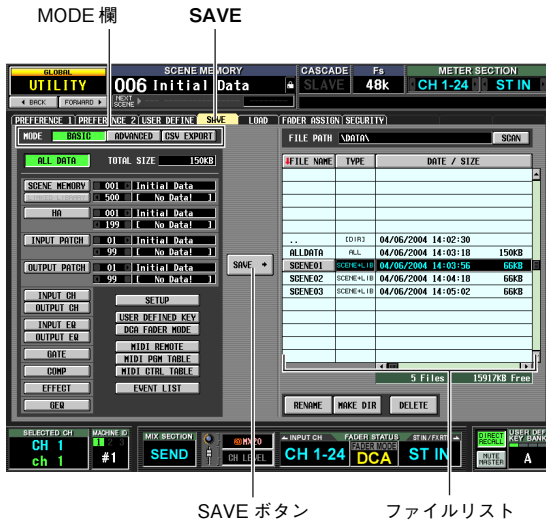 MODE 欄 SAVE
GLOBAL SCENE MEMORY CASCADE Fs METER SECTION
UTILITY 006 Initial Data SLAVE 48k CH 1-24 ST IN
BACK FORWARD NEXT SCENE
PREFERENCE 1 PREFERENCE 2 USER DEFINE SAVE LOAD FADER ASSIGN SECURITY
MODE BASIC ADVANCED CSV EXPORT FILE PATH \DATA\ SCAN
ALL DATA TOTAL SIZE 150KB
FILE NAME TYPE DATE / SIZE
SCENE MEMORY 001 Initial Data
500 [ No Data! ]
HA 001 [Initial Data
199 [ No Data! ]
INPUT PATCH 01 Initial Data
99 [ No Data! ]
OUTPUT PATCH 01 Initial Data
99 [ No Data! ]
SAVE
.. [DIR] 04/06/2004 14:02:30
ALLDATA ALL 04/06/2004 14:03:18 150KB
SCENE01 SCENE+LIB 04/06/2004 14:03:56 66KB
SCENE02 SCENE+LIB 04/06/2004 14:04:18 66KB
SCENE03 SCENE+LIB 04/06/2004 14:05:02 66KB
INPUT CH
OUTPUT CH
INPUT EQ
OUTPUT EQ
GATE
COMP
EFFECT
GEQ
SETUP
USER DEFINED KEY
DCA FADER MODE
MIDI REMOTE
MIDI PGM TABLE
MIDI CTRL TABLE
EVENT LIST
5 Files 15917KB Free
RENAME MAKE DIR DELETE
SELECTED CH MACHINE ID MIX SECTION INPUT CH FADER STATUS ST IN/FX RTN DIRECT RECALL USER DEF KEY BANK
CH 1 1 2 3 SEND MIX20 CH 1-24 FADER MODE DCA ST IN A
ch 1 #1 CH LEVEL MUTE MASTER
SAVE ボタン ファイルリスト